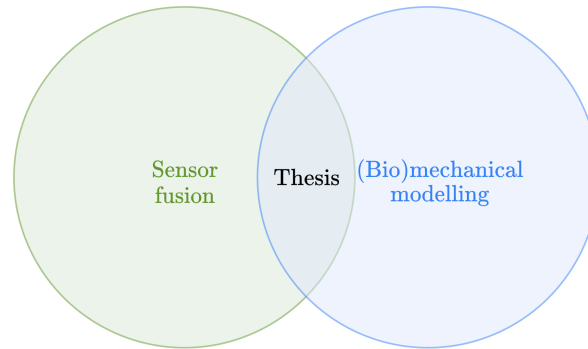 Sensor
fusion
Thesis
(Bio)mechanical
modelling